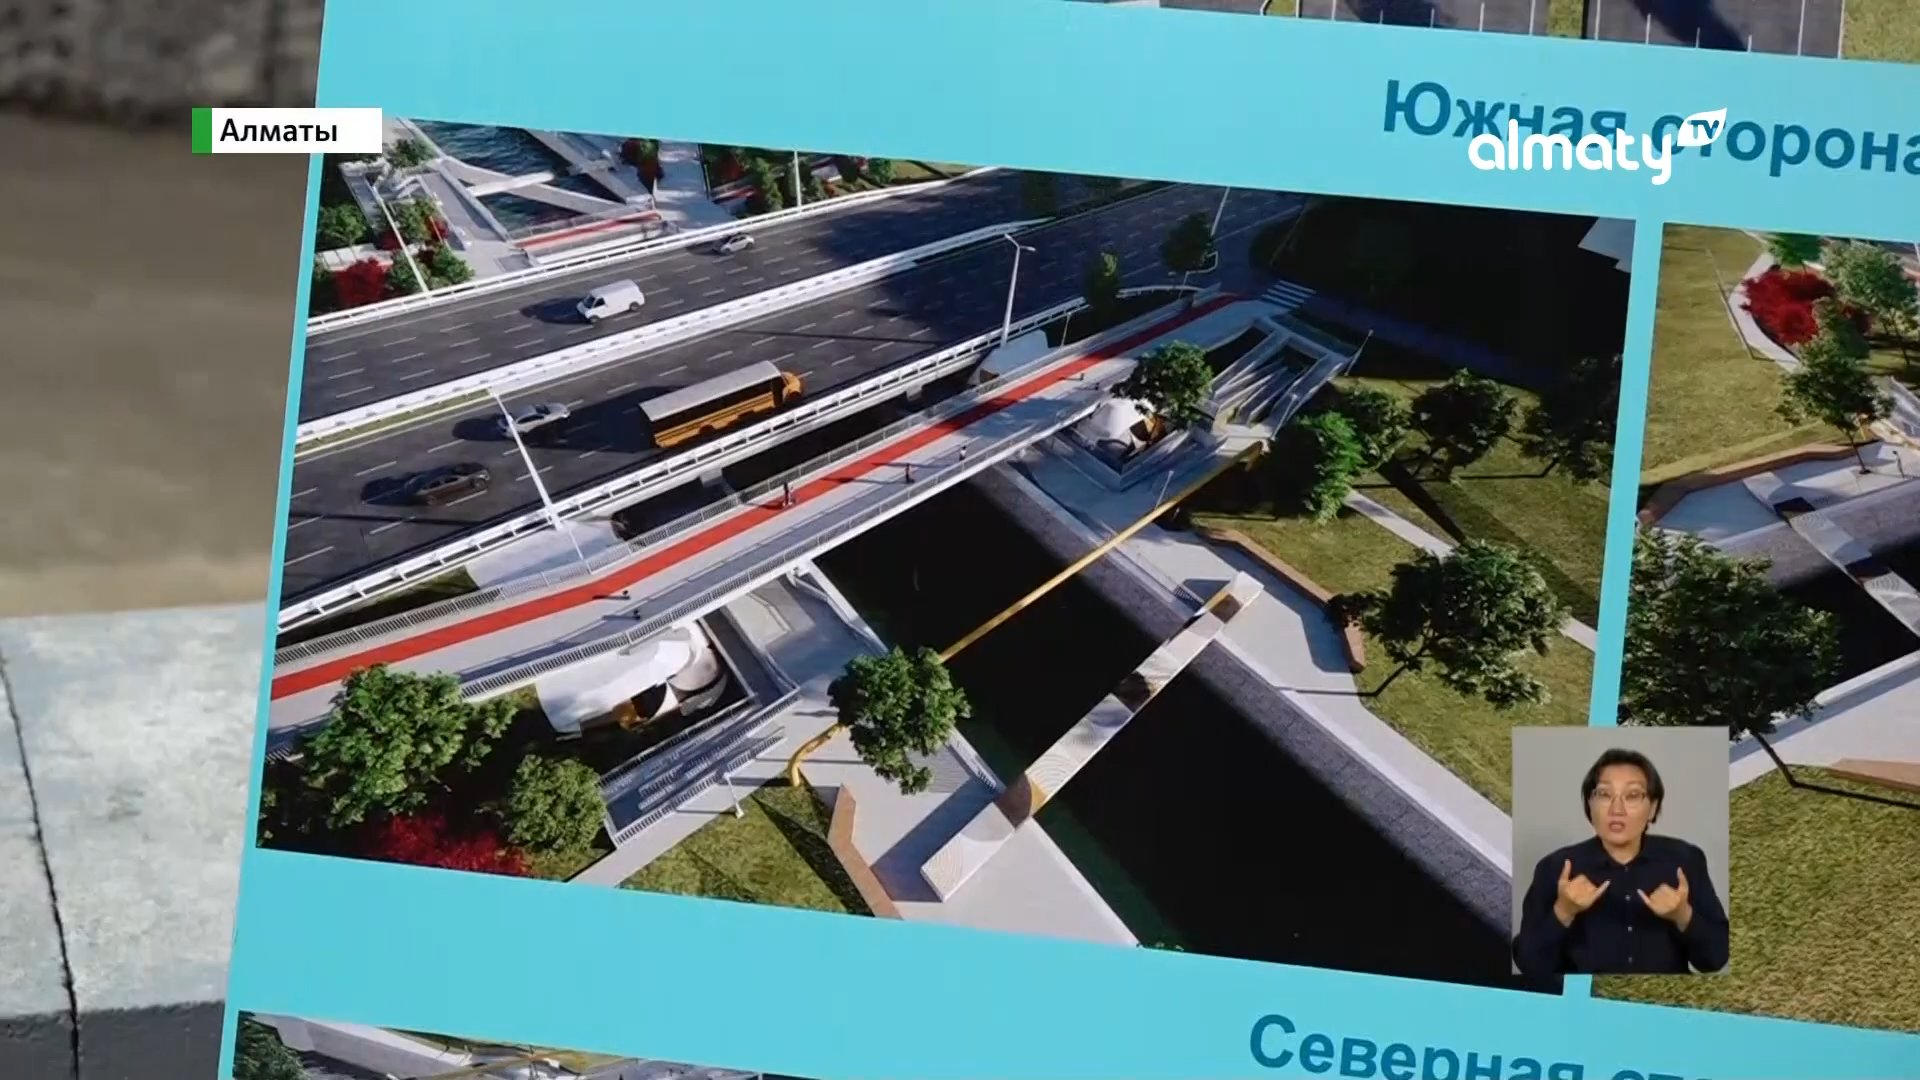 Южная сторона
Алматы
almaty TV
Северная